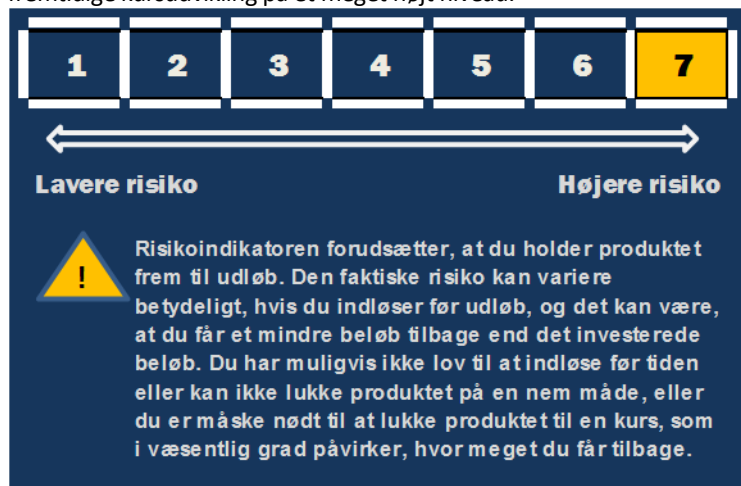 1 2 3 4 5 6 7
Lavere risiko Højere risiko
!
Risikoindikatoren forudsætter, at du holder produktet
frem til udløb. Den faktiske risiko kan variere
betydeligt, hvis du indløser før udløb, og det kan være,
at du får et mindre beløb tilbage end det investerede
beløb. Du har muligvis ikke lov til at indløse før tiden
eller kan ikke lukke produktet på en nem måde, eller
du er måske nødt til at lukke produktet til en kurs, som
i væsentlig grad påvirker, hvor meget du får tilbage.